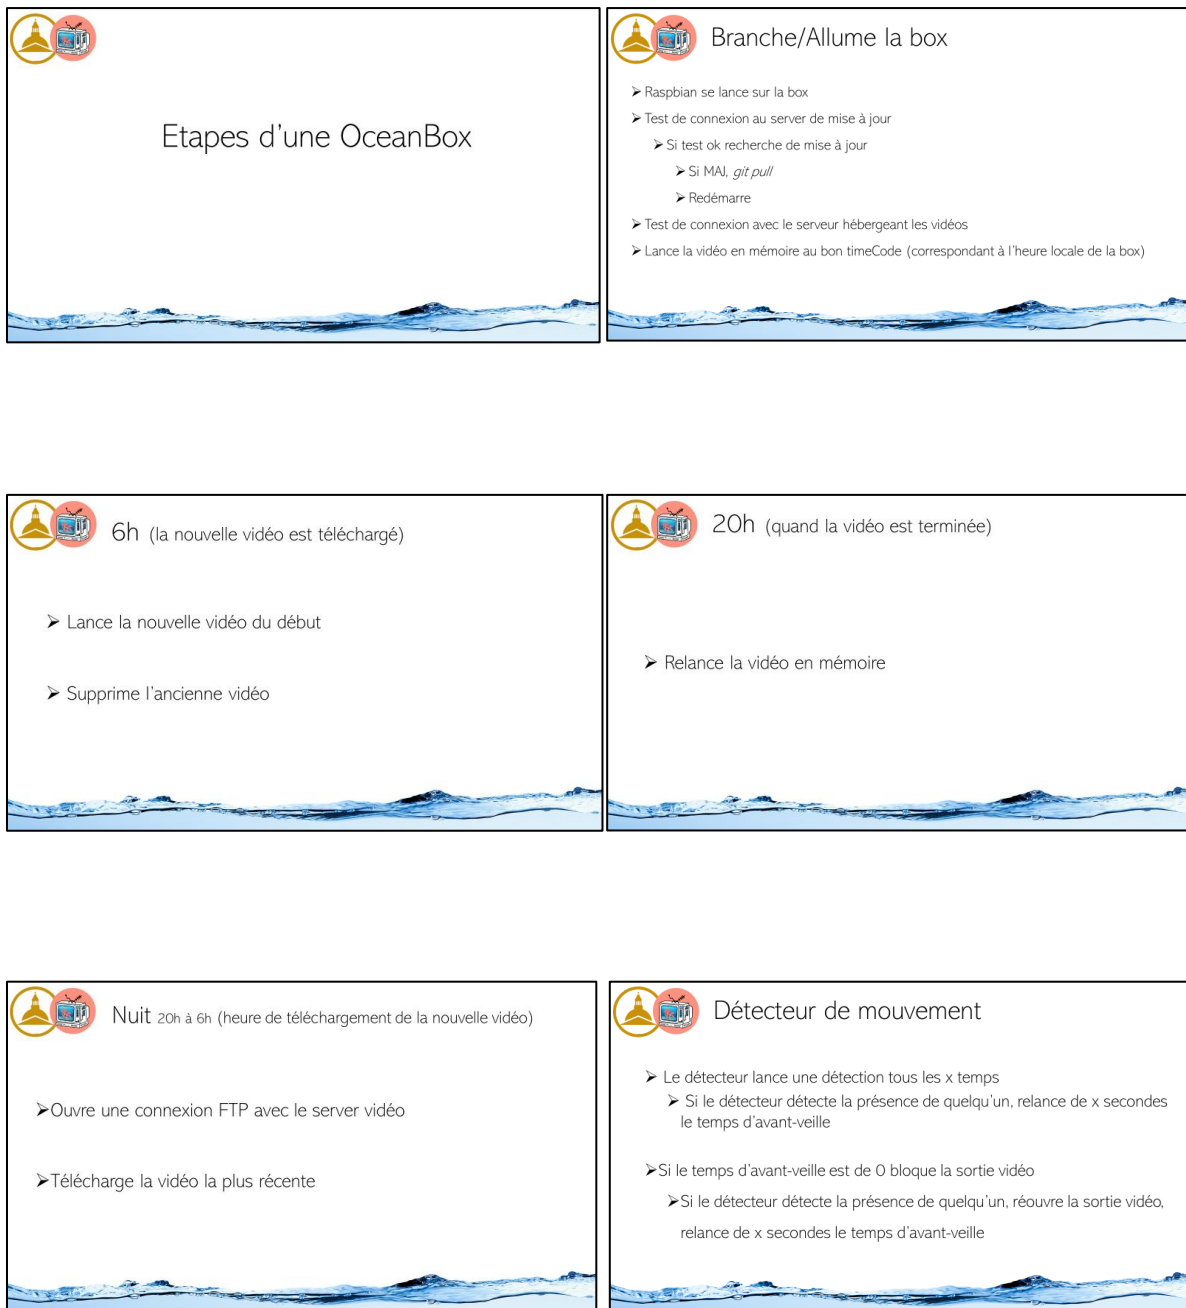 Etapes d'une OceanBox
Branche/Allume la box
➢ Raspbian se lance sur la box
➢ Test de connexion au server de mise à jour
➢ Si test ok recherche de mise à jour
➢ Si MAJ, git pull
➢ Redémarre
➢ Test de connexion avec le serveur hébergeant les vidéos
➢ Lance la vidéo en mémoire au bon timeCode (correspondant à l'heure locale de la box)
6h (la nouvelle vidéo est téléchargé)
➢ Lance la nouvelle vidéo du début
➢ Supprime l'ancienne vidéo
20h (quand la vidéo est terminée)
➢ Relance la vidéo en mémoire
Nuit 20h à 6h (heure de téléchargement de la nouvelle vidéo)
➢Ouvre une connexion FTP avec le server vidéo
➢Télécharge la vidéo la plus récente
Détecteur de mouvement
➢ Le détecteur lance une détection tous les x temps
➢ Si le détecteur détecte la présence de quelqu'un, relance de x secondes
le temps d'avant-veille
➢Si le temps d'avant-veille est de 0 bloque la sortie vidéo
➢Si le détecteur détecte la présence de quelqu'un, réouvre la sortie vidéo,
relance de x secondes le temps d'avant-veille